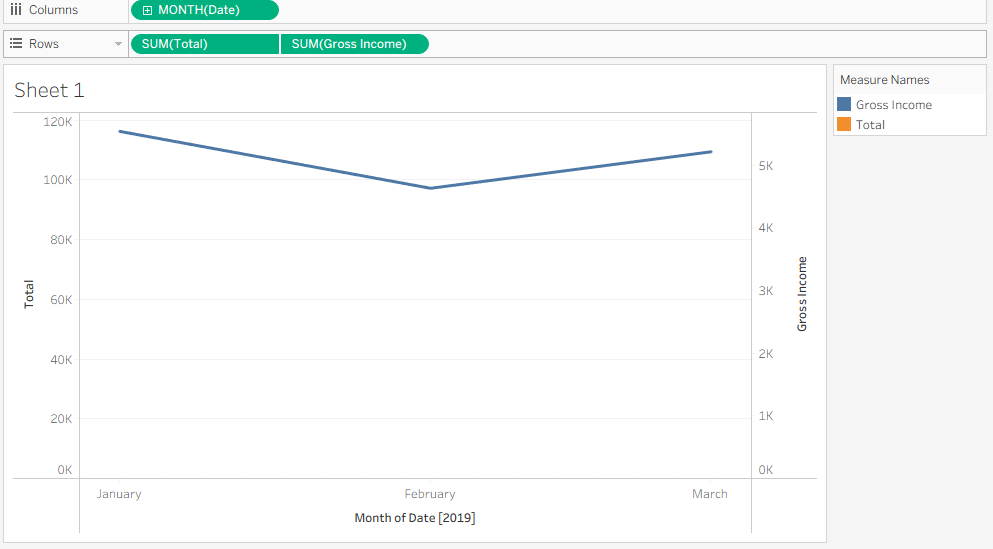 Columns
MONTH(Date)
Rows
SUM(Total)
SUM(Gross Income)
Sheet 1
Measure Names
Gross Income
Total
120K
100K
80K
60K
40K
20K
0K
Total
5K
4K
3K
2K
1K
0K
Gross Income
January
February
March
Month of Date [2019]